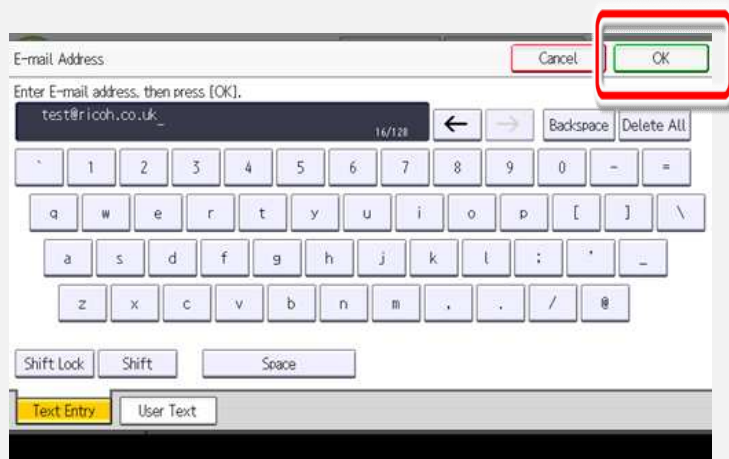 E-mail Address Cancel OK
Enter E-mail address, then press [OK].
test@ricoh.co.uk_
16/128 ← → Backspace Delete All
` 1 2 3 4 5 6 7 8 9 0 - =
q w e r t y u i o p [ ] \
a s d f g h j k l ; ' _
z x c v b n m , . / @
Shift Lock Shift Space
Text Entry User Text